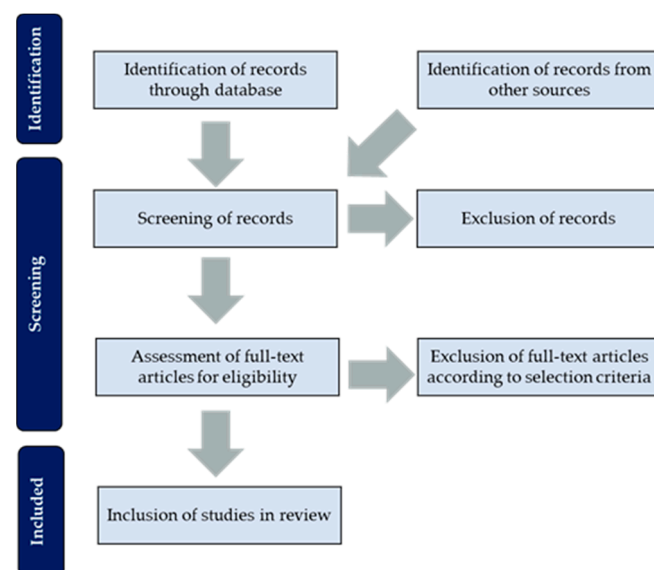 Identification
Identification of records
through database
Identification of records from
other sources
Screening
Screening of records
Exclusion of records
Assessment of full-text
articles for eligibility
Exclusion of full-text articles
according to selection criteria
Included
Inclusion of studies in review